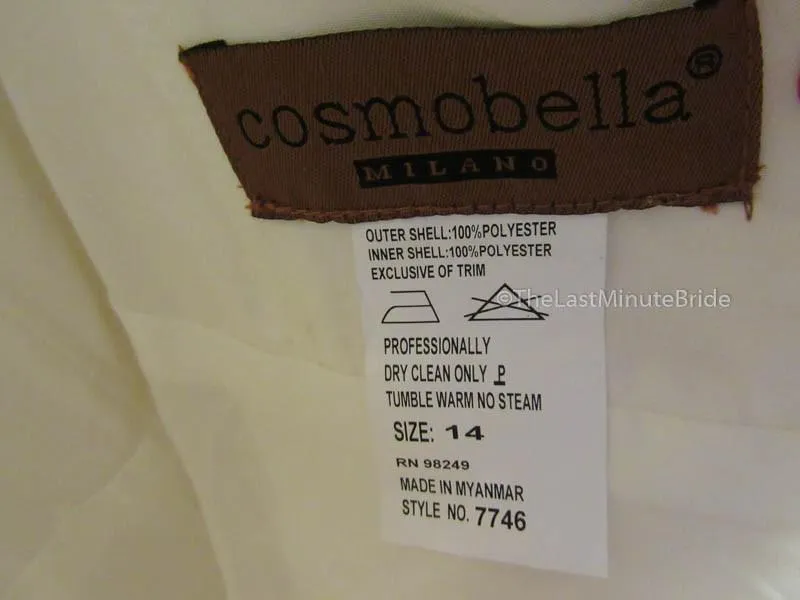 cosmobella®
MILANO
OUTER SHELL:100%POLYESTER
INNER SHELL:100%POLYESTER
EXCLUSIVE OF TRIM
©TheLastMinuteBride
PROFESSIONALLY
DRY CLEAN ONLY P
TUMBLE WARM NO STEAM
SIZE: 14
RN 98249
MADE IN MYANMAR
STYLE NO. 7746